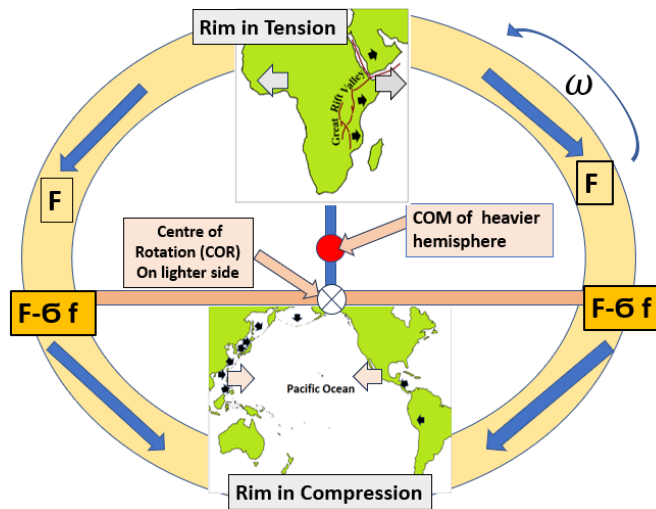 Rim in Tension
ω
Great Rift Valley
F
F
Centre of
Rotation (COR)
On lighter side
COM of heavier
hemisphere
F-б f
F-б f
Pacific Ocean
Rim in Compression